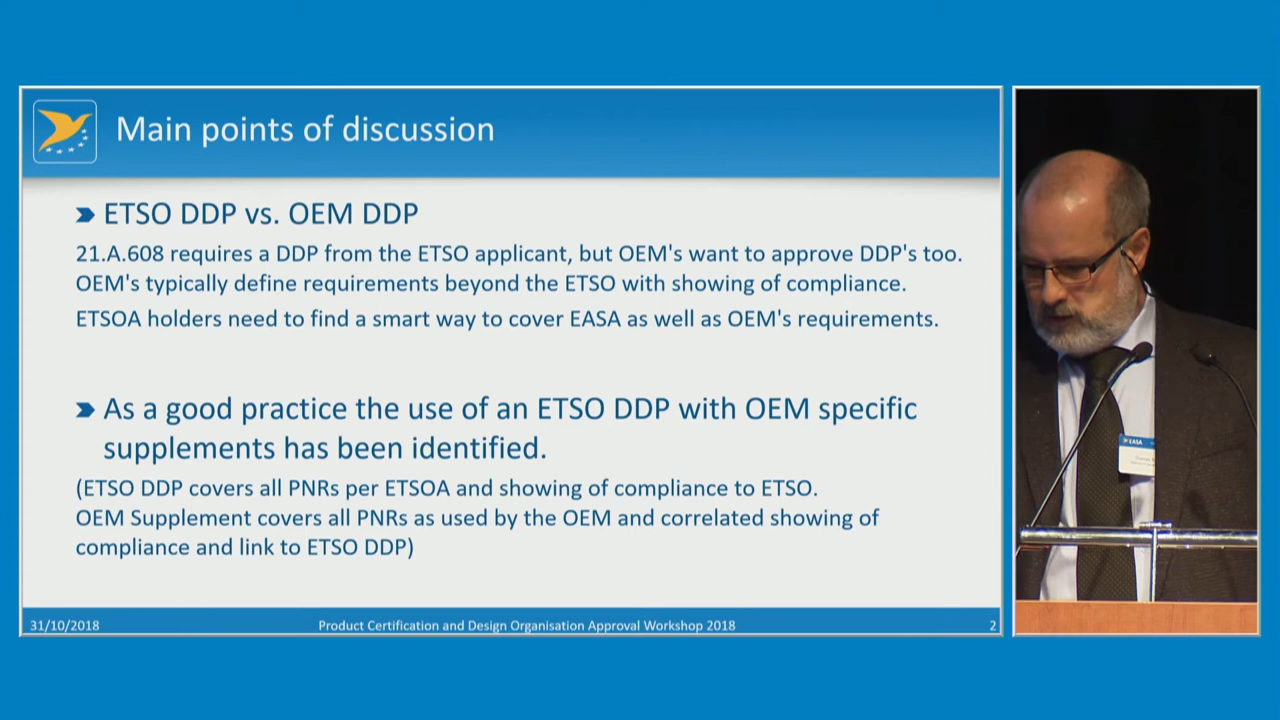 Main points of discussion
ETSO DDP vs. OEM DDP
21.A.608 requires a DDP from the ETSO applicant, but OEM's want to approve DDP's too.
OEM's typically define requirements beyond the ETSO with showing of compliance.
ETSOA holders need to find a smart way to cover EASA as well as OEM's requirements.
As a good practice the use of an ETSO DDP with OEM specific
supplements has been identified.
(ETSO DDP covers all PNRs per ETSOA and showing of compliance to ETSO.
OEM Supplement covers all PNRs as used by the OEM and correlated showing of
compliance and link to ETSO DDP)
31/10/2018
Product Certification and Design Organisation Approval Workshop 2018
2
EASA